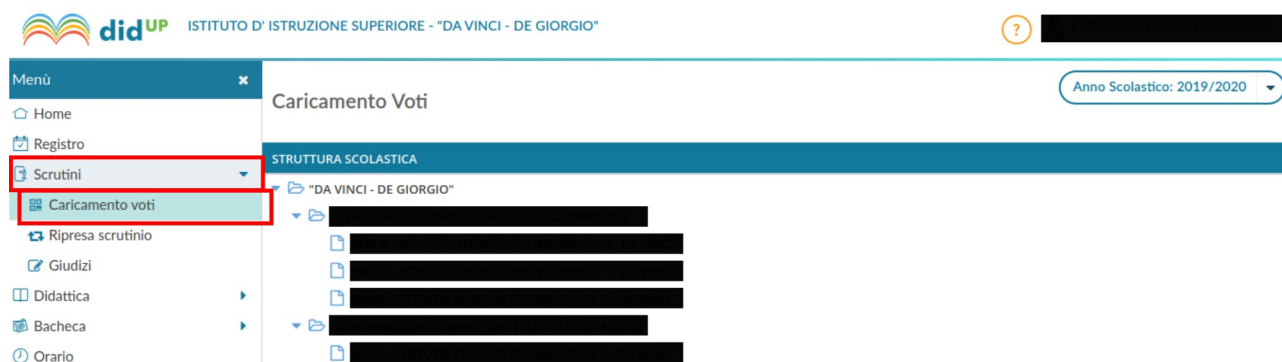 didUP ISTITUTO D' ISTRUZIONE SUPERIORE - "DA VINCI - DE GIORGIO" ?
Menù
Home
Registro
Scrutini
Caricamento voti
Ripresa scrutinio
Giudizi
Didattica
Bacheca
Orario
Caricamento Voti
Anno Scolastico: 2019/2020
STRUTTURA SCOLASTICA
"DA VINCI - DE GIORGIO"